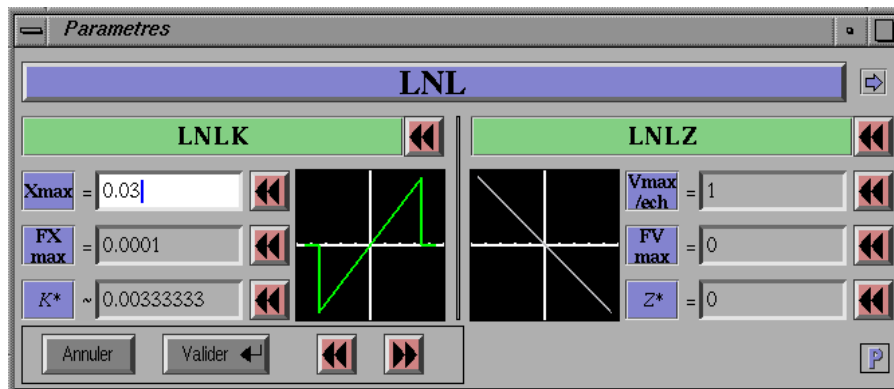 Parametres
LNL
LNLK
LNLZ
Xmax = 0.03
FX max = 0.0001
K* ~ 0.00333333
Vmax /ech = 1
FV max = 0
Z* = 0
Annuler
Valider
P